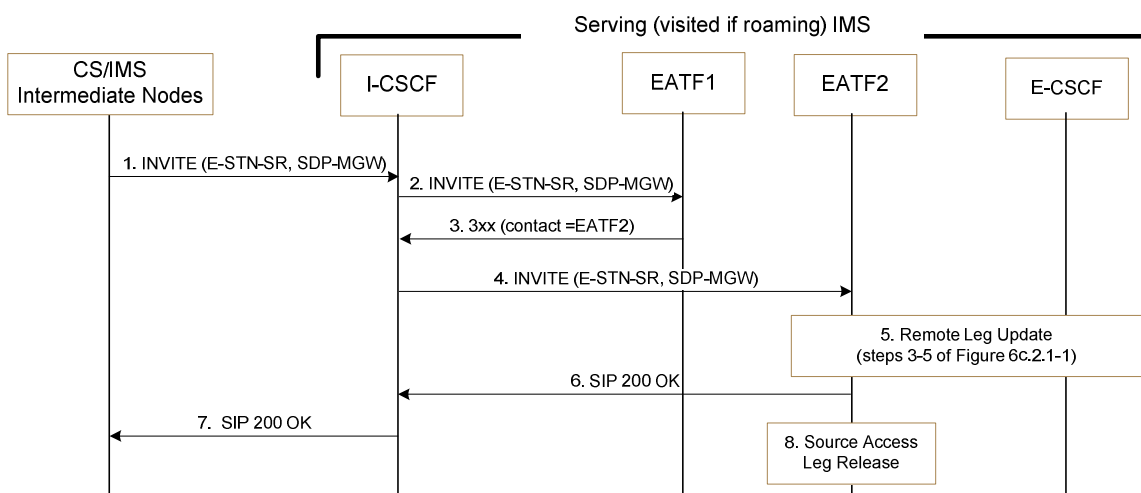 Serving (visited if roaming) IMS
CS/IMS
Intermediate Nodes
I-CSCF
EATF1
EATF2
E-CSCF
1. INVITE (E-STN-SR, SDP-MGW)
2. INVITE (E-STN-SR, SDP-MGW)
3. 3xx (contact =EATF2)
4. INVITE (E-STN-SR, SDP-MGW)
5. Remote Leg Update
(steps 3-5 of Figure 6c.2.1-1)
6. SIP 200 OK
7. SIP 200 OK
8. Source Access
Leg Release